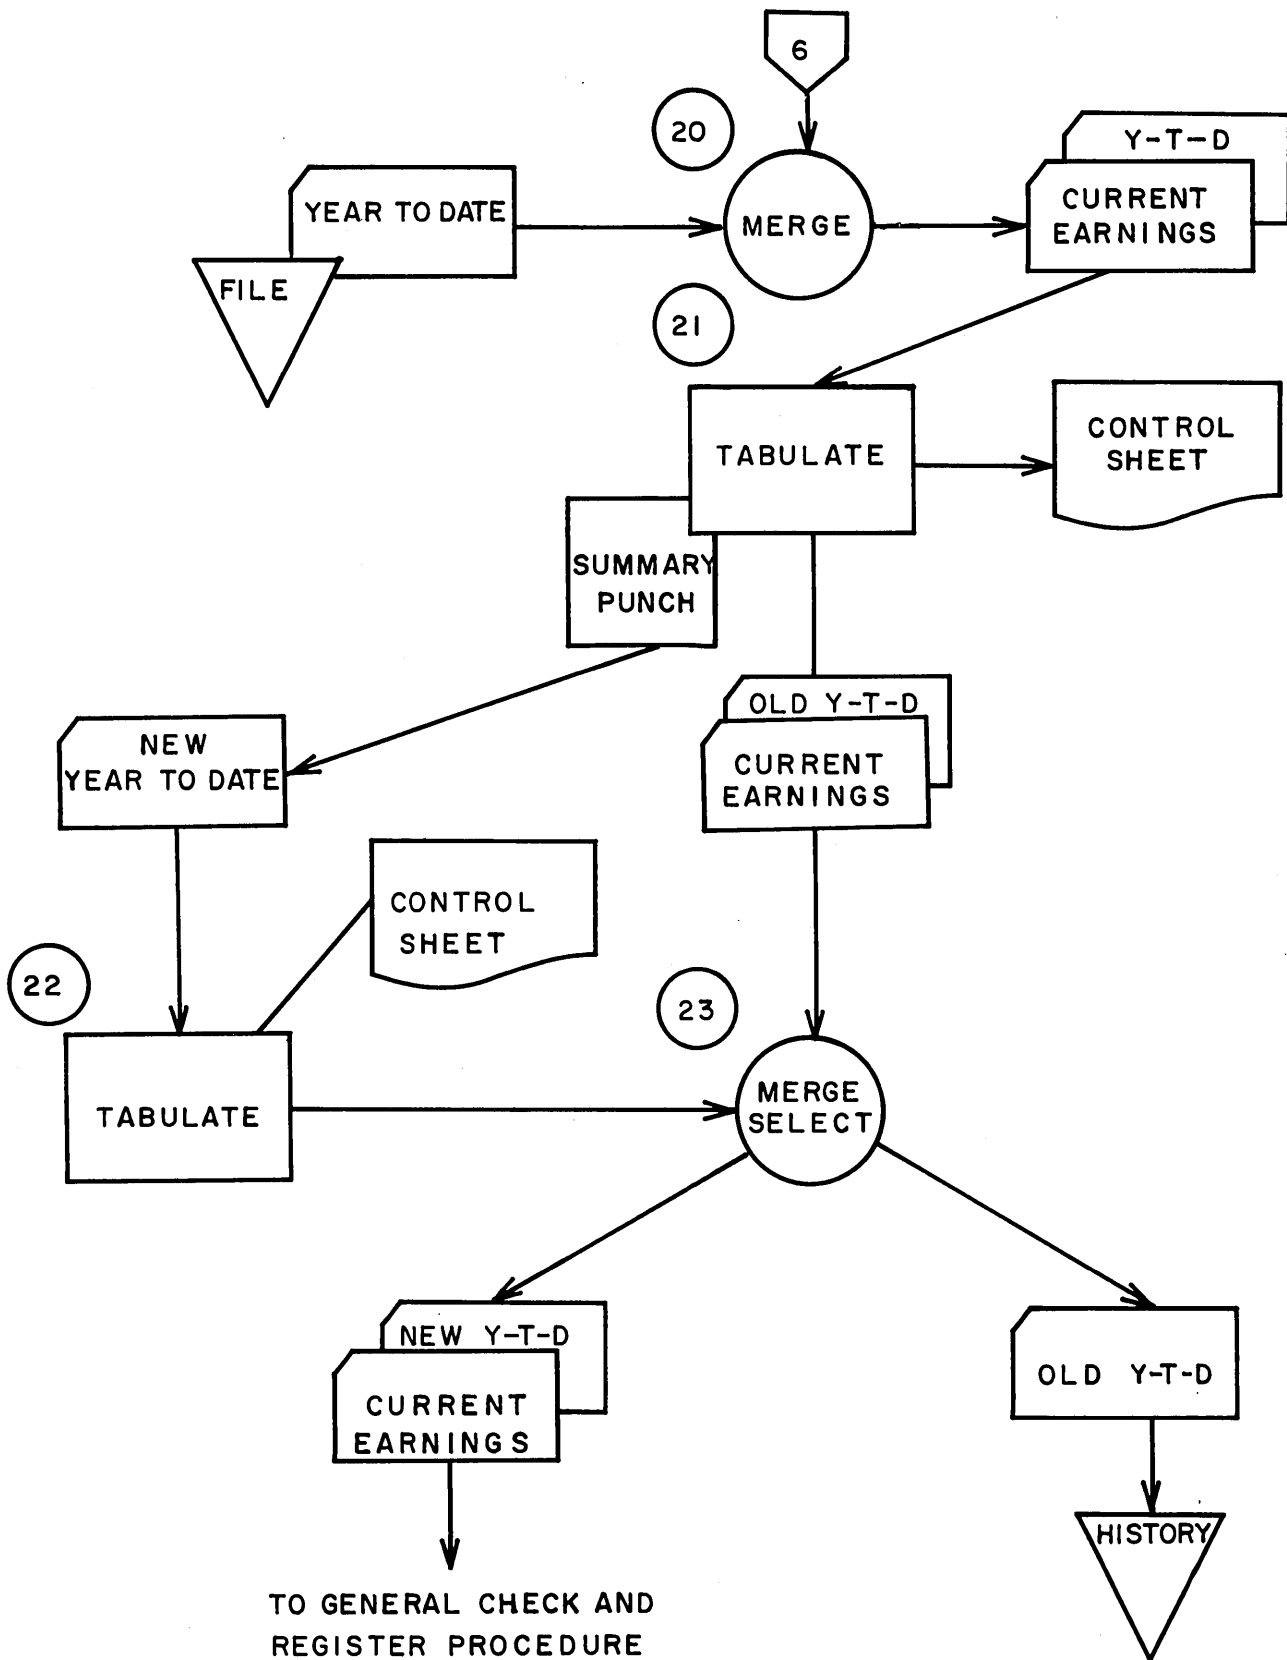 6
20
Y-T-D
YEAR TO DATE
MERGE
CURRENT
EARNINGS
FILE
21
TABULATE
CONTROL
SHEET
SUMMARY
PUNCH
OLD Y-T-D
NEW
YEAR TO DATE
CURRENT
EARNINGS
CONTROL
SHEET
22
23
TABULATE
MERGE
SELECT
NEW Y-T-D
CURRENT
EARNINGS
OLD Y-T-D
HISTORY
TO GENERAL CHECK AND
REGISTER PROCEDURE